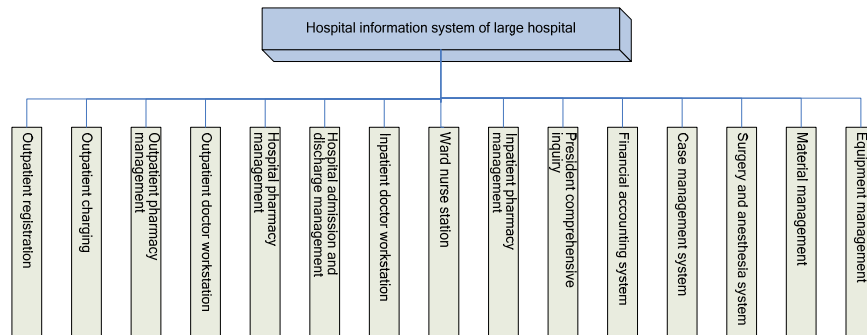 Hospital information system of large hospital
Outpatient registration
Outpatient charging
Outpatient pharmacy
management
Outpatient doctor workstation
Hospital pharmacy
management
Hospital admission and
discharge management
Inpatient doctor workstation
Ward nurse station
Inpatient pharmacy
management
President comprehensive
inquiry
Financial accounting system
Case management system
Surgery and anesthesia system
Material management
Equipment management